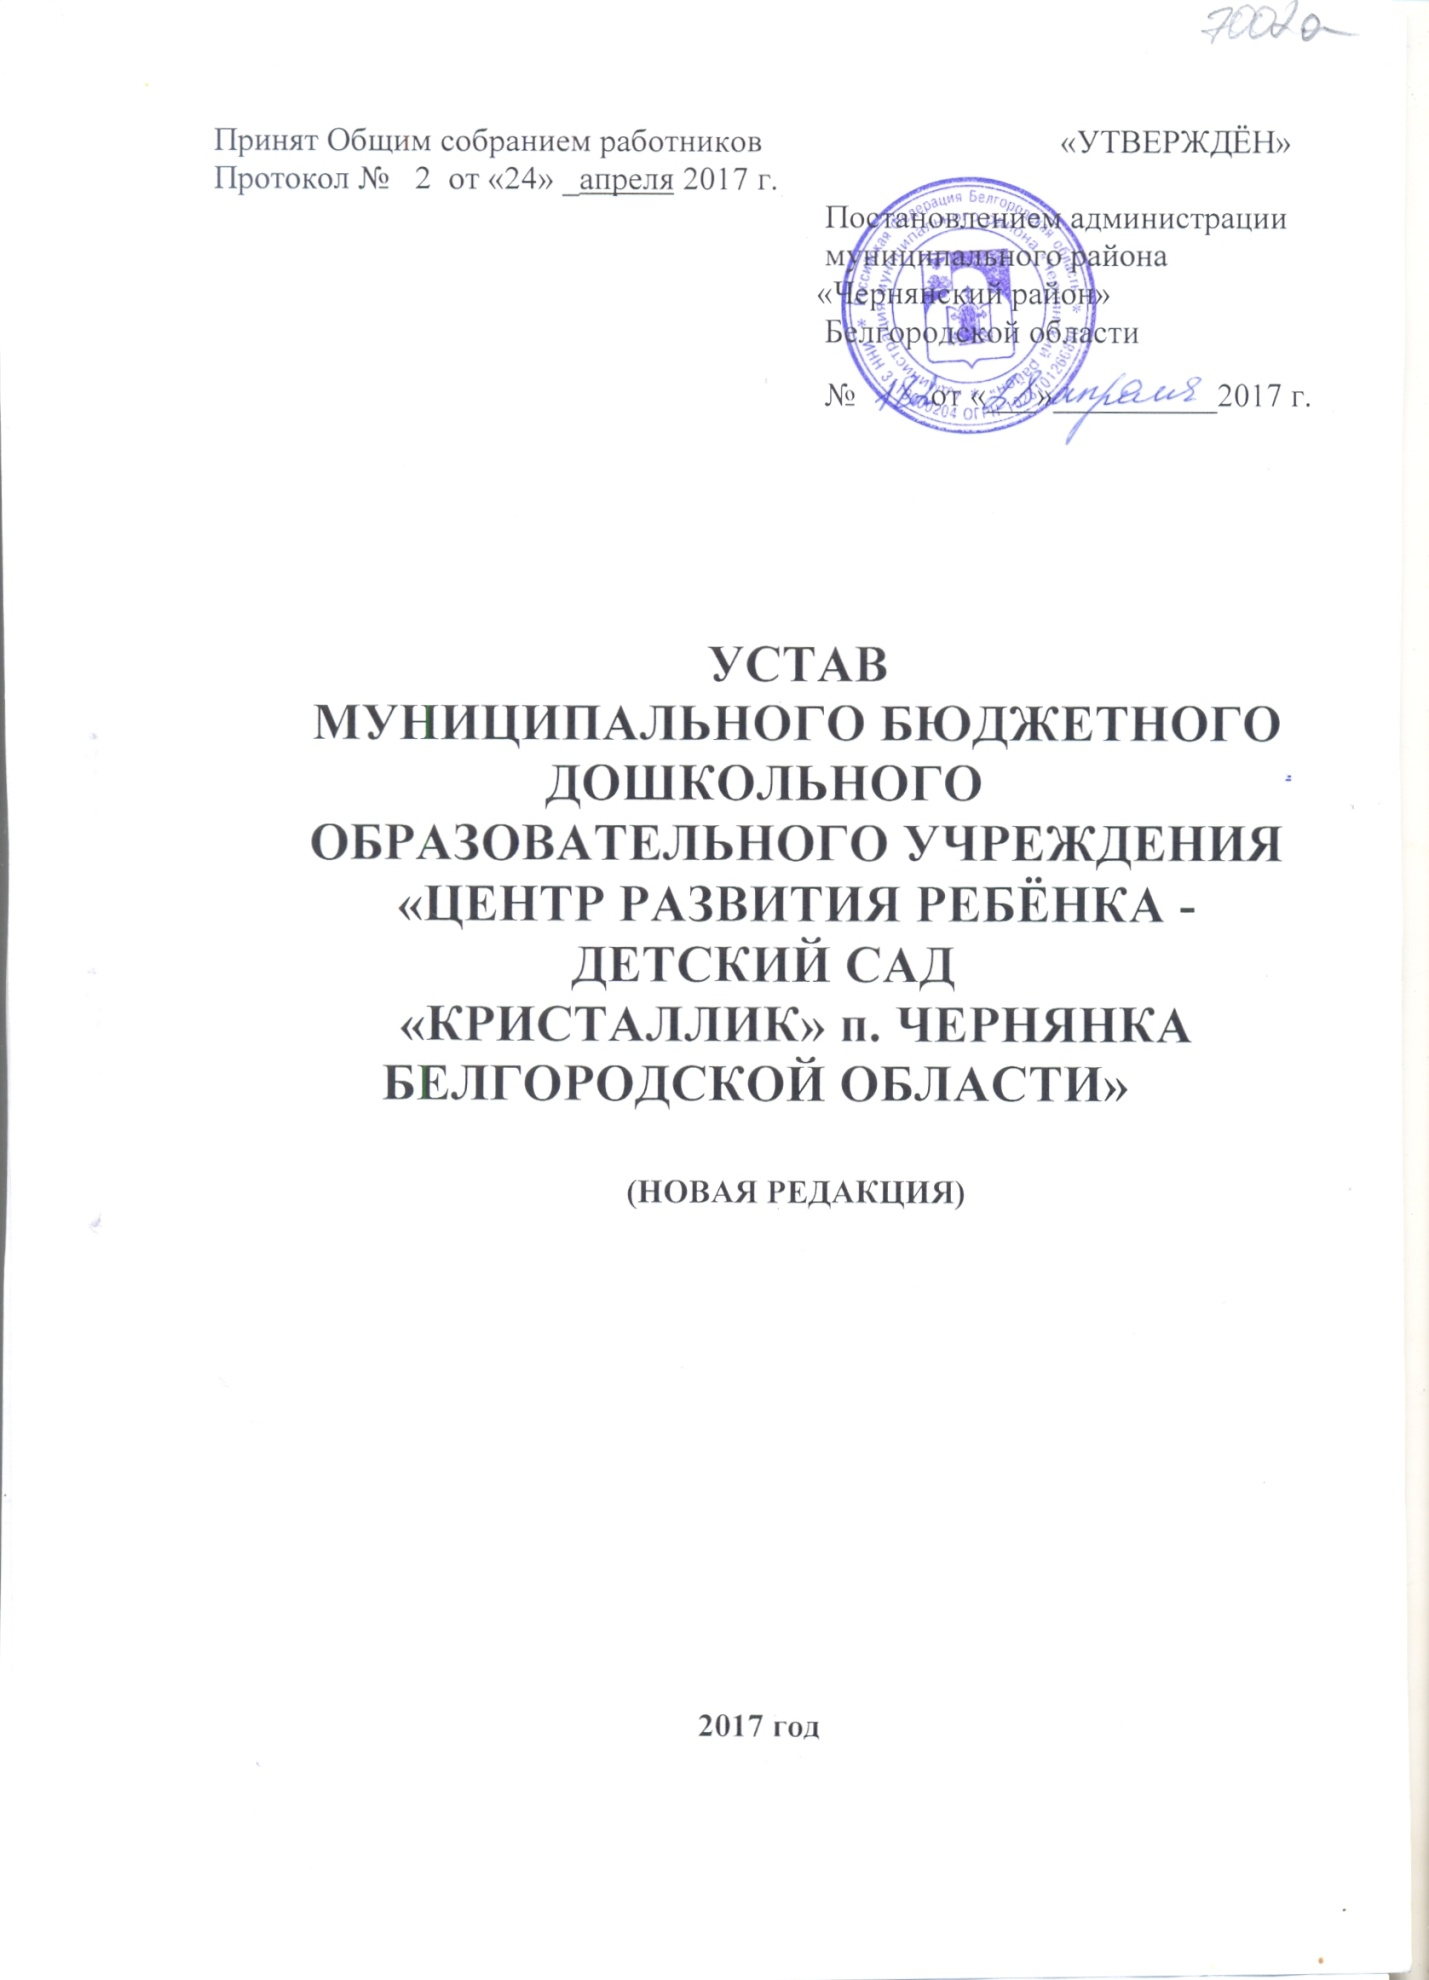 Принят Общим собранием работников
Протокол № 2 от «24» _апреля 2017 г.
«УТВЕРЖДЁН»
Постановлением администрации
муниципального района
«Чернянский район»
Белгородской области
№ от « » апреля 2017 г.
УСТАВ
МУНИЦИПАЛЬНОГО БЮДЖЕТНОГО
ДОШКОЛЬНОГО
ОБРАЗОВАТЕЛЬНОГО УЧРЕЖДЕНИЯ
«ЦЕНТР РАЗВИТИЯ РЕБЁНКА -
ДЕТСКИЙ САД
«КРИСТАЛЛИК» п. ЧЕРНЯНКА
БЕЛГОРОДСКОЙ ОБЛАСТИ»
(НОВАЯ РЕДАКЦИЯ)
2017 год